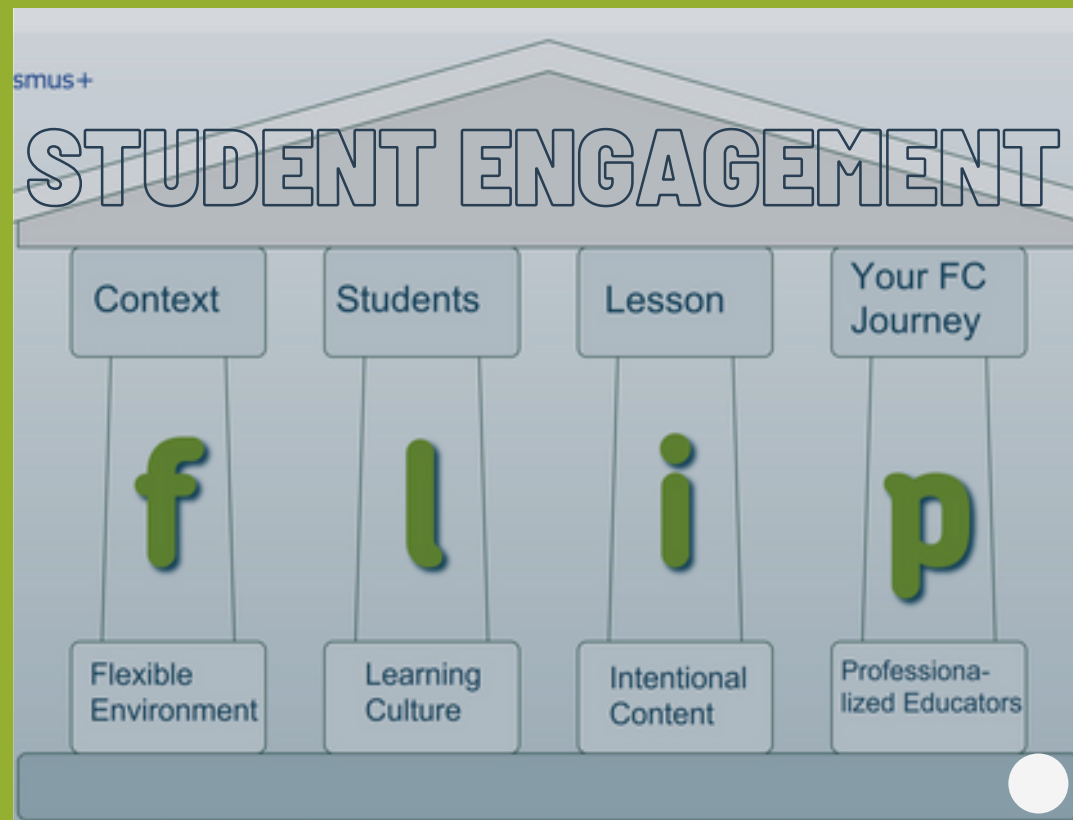 smus+
STUDENT ENGAGEMENT
Context
Students
Lesson
Your FC
Journey
f
l
i
p
Flexible
Environment
Learning
Culture
Intentional
Content
Professiona-
lized Educators